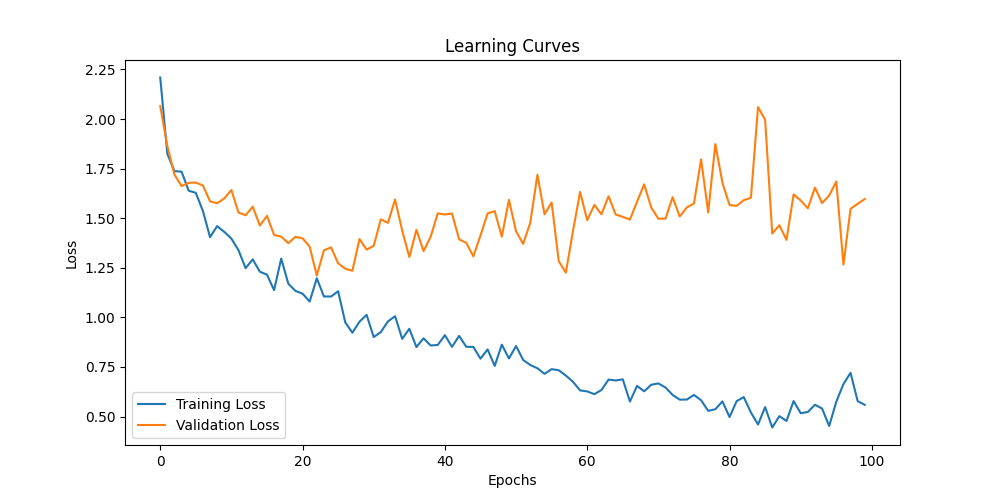 Learning Curves
2.25
2.00
1.75
1.50
1.25
1.00
0.75
0.50
Loss
Training Loss
Validation Loss
0 20 40 60 80 100
Epochs